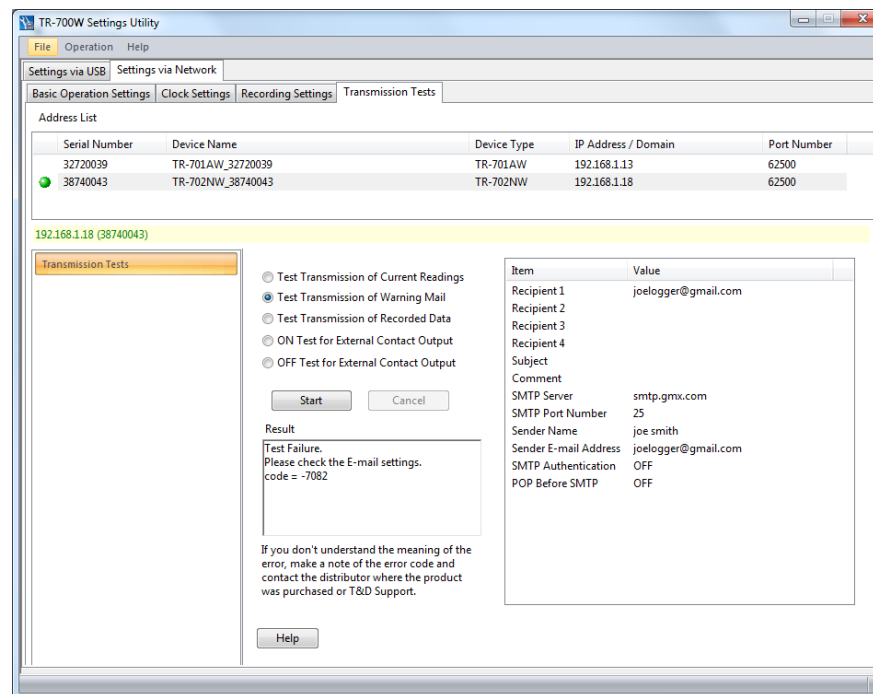 TR-700W Settings Utility
File Operation Help
Settings via USB Settings via Network
Basic Operation Settings Clock Settings Recording Settings Transmission Tests
Address List
Serial Number Device Name Device Type IP Address / Domain Port Number
32720039 TR-701AW_32720039 TR-701AW 192.168.1.13 62500
38740043 TR-702NW_38740043 TR-702NW 192.168.1.18 62500
192.168.1.18 (38740043)
Transmission Tests
Test Transmission of Current Readings
Test Transmission of Warning Mail
Test Transmission of Recorded Data
ON Test for External Contact Output
OFF Test for External Contact Output
Start Cancel
Result
Test Failure.
Please check the E-mail settings.
code = -7082
If you don't understand the meaning of the
error, make a note of the error code and
contact the distributor where the product
was purchased or T&D Support.
Help
Item Value
Recipient 1 joelogger@gmail.com
Recipient 2
Recipient 3
Recipient 4
Subject
Comment
SMTP Server smtp.gmx.com
SMTP Port Number 25
Sender Name joe smith
Sender E-mail Address joelogger@gmail.com
SMTP Authentication OFF
POP Before SMTP OFF